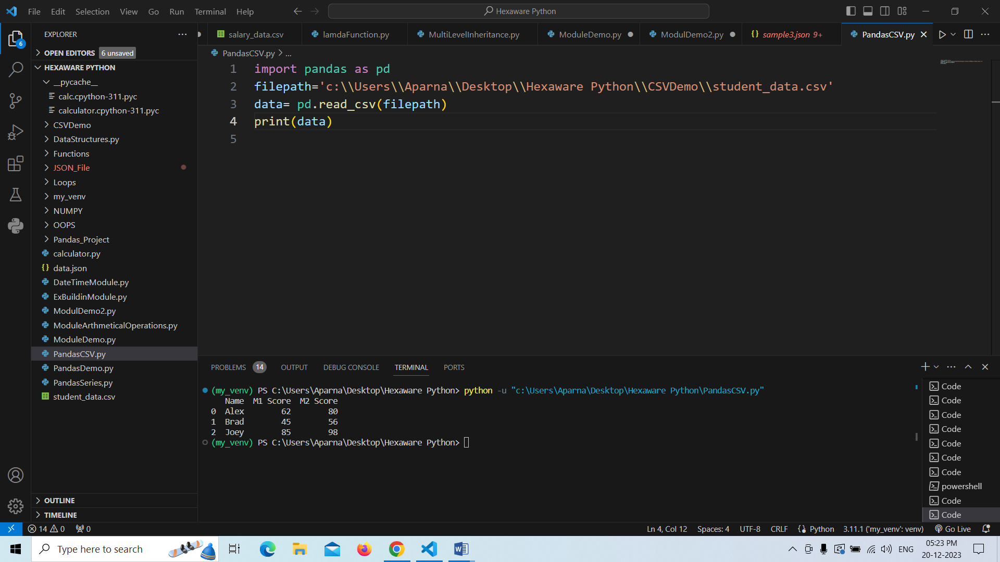 File Edit Selection View Go Run Terminal Help
Hexaware Python
EXPLORER
OPEN EDITORS 6 unsaved
HEXAWARE PYTHON
__pycache__
calc.cpython-311.pyc
calculator.cpython-311.pyc
CSVDemo
DataStructures.py
Functions
JSON_File
Loops
my_venv
NUMPY
OOPS
Pandas_Project
calculator.py
data.json
DateTimeModule.py
ExBuildinModule.py
ModulDemo2.py
ModuleArthmeticalOperations.py
ModuleDemo.py
PandasCSV.py
PandasDemo.py
PandasSeries,py
student_data.csv
OUTLINE
TIMELINE
6
salary_data.csv lamdaFunction.py MultiLevelInheritance.py ModuleDemo.py ModulDemo2.py sample3.json 9+ PandasCSV.py
PandasCSV.py > ...
1 import pandas as pd
2 filepath='c:\\Users\\Aparna\\Desktop\\Hexaware Python\\CSVDemo\\student_data.csv'
3 data= pd.read_csv(filepath)
4 print(data)
5
PROBLEMS 14 OUTPUT DEBUG CONSOLE TERMINAL PORTS
(my_venv) PS C:\Users\Aparna\Desktop\Hexaware Python> python -u "c:\Users\Aparna\Desktop\Hexaware Python\PandasCSV.py"
Name M1 Score M2 Score
0 Alex 62 80
1 Brad 45 56
2 Joey 85 98
(my_venv) PS C:\Users\Aparna\Desktop\Hexaware Python>
Code
Code
Code
Code
Code
Code
Code
powershell
Code
Code
14 0 0
Ln 4, Col 12 Spaces: 4 UTF-8 CRLF Python 3.11.1 ('my_venv': venv) Go Live
Type here to search
ENG
05:23 PM
20-12-2023